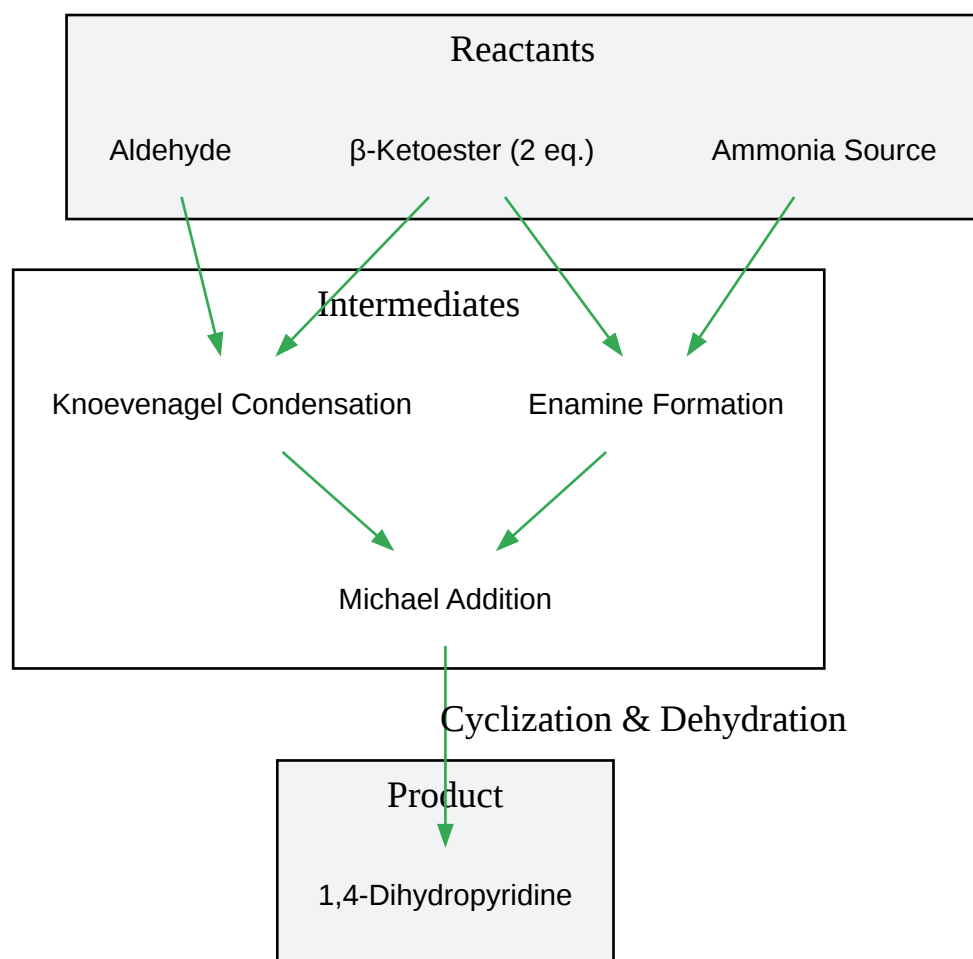 Reactants
Aldehyde
β-Ketoester (2 eq.)
Ammonia Source
Intermediates
Knoevenagel Condensation
Enamine Formation
Michael Addition
Cyclization & Dehydration
Product
1,4-Dihydropyridine